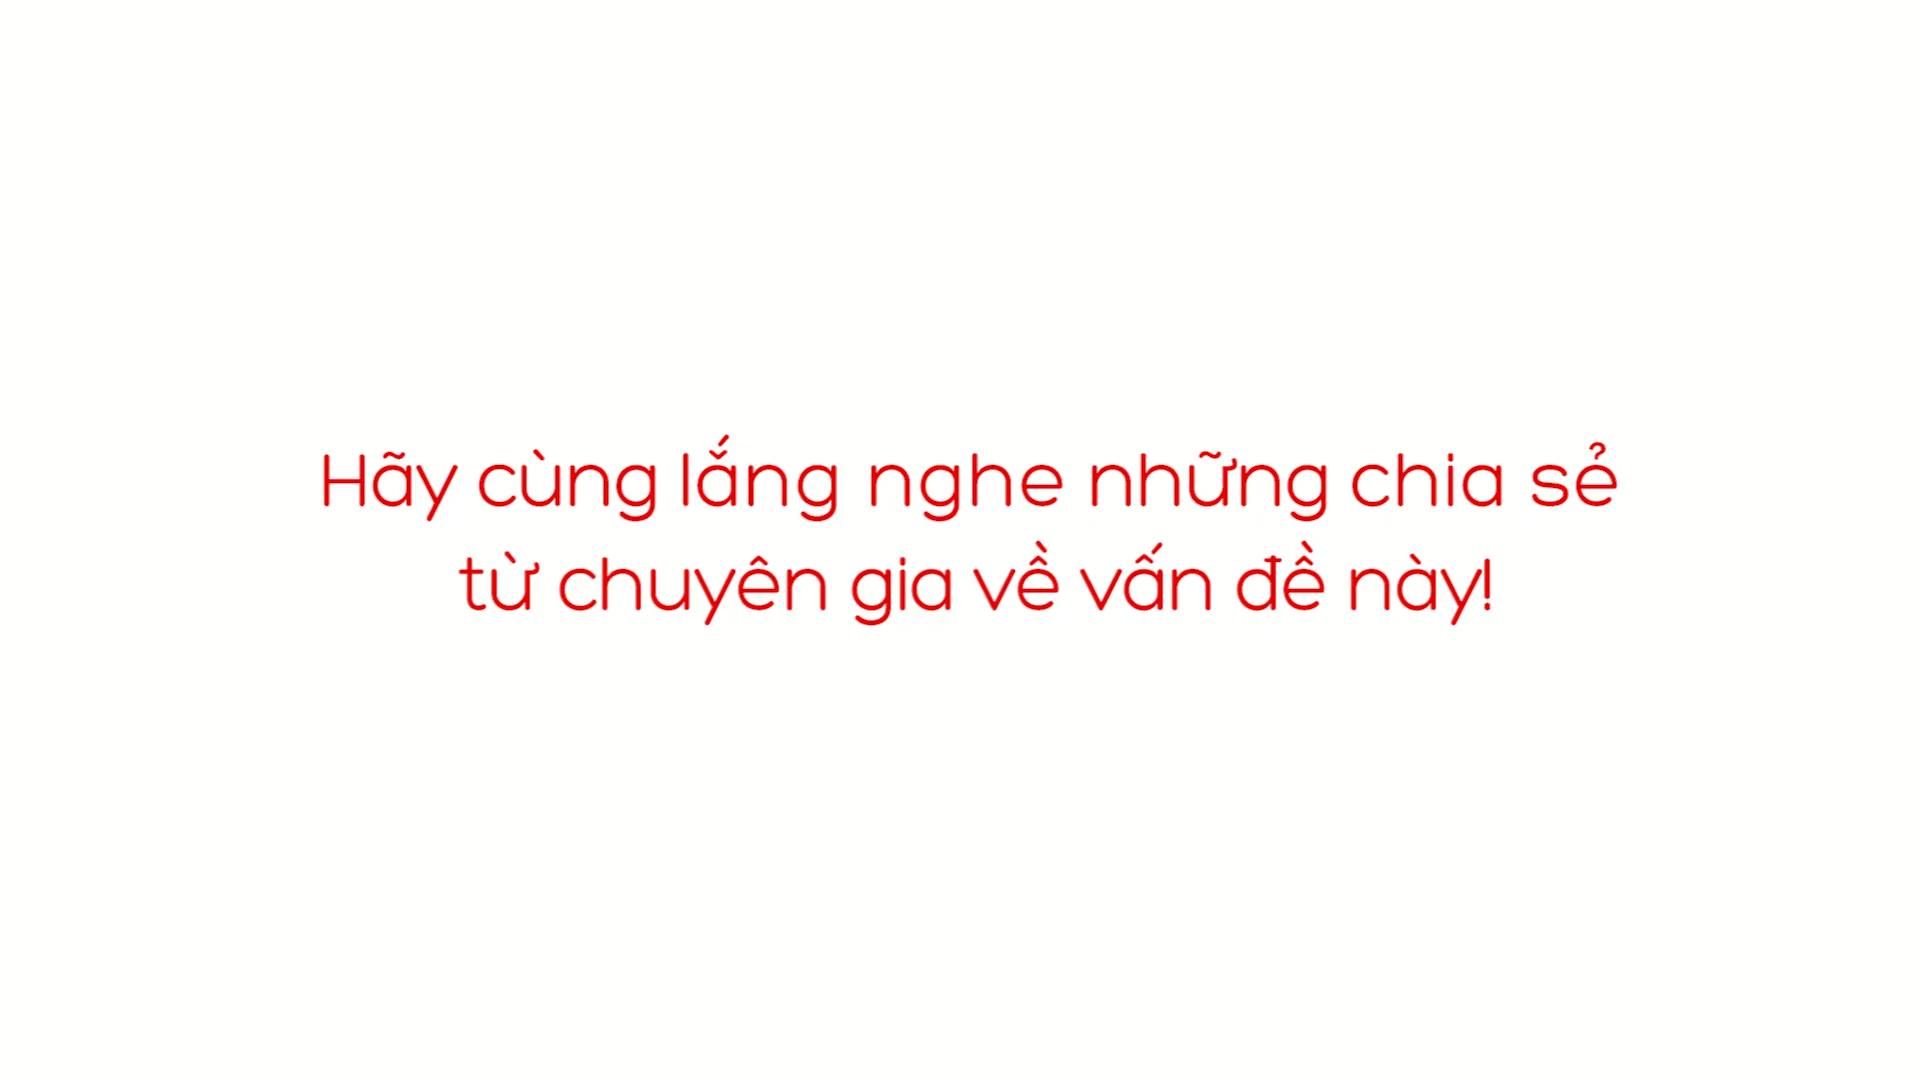 Hãy cùng lắng nghe những chia sẻ
từ chuyên gia về vấn đề này!